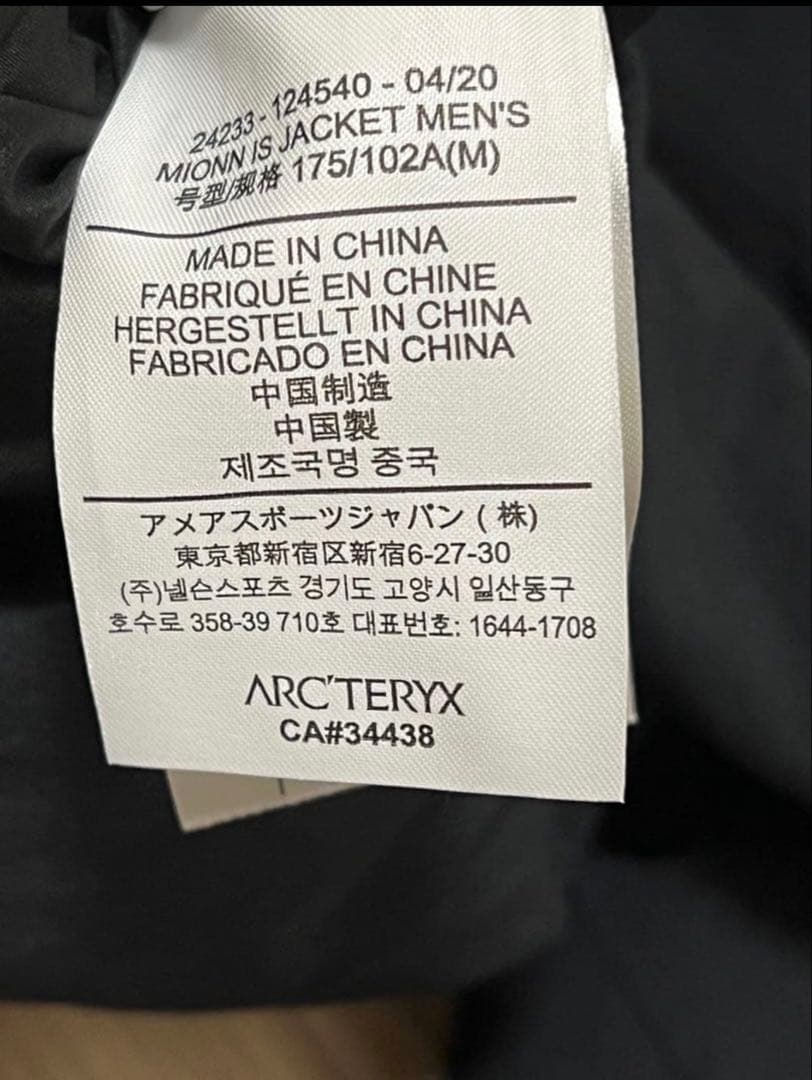 24233 - 124540 - 04/20
MIONN IS JACKET MEN'S
号型/规格 175/102A(M)
MADE IN CHINA
FABRIQUÉ EN CHINE
HERGESTELLT IN CHINA
FABRICADO EN CHINA
中国制造
中国製
제조국명 중국
アメアスポーツジャパン ( 株)
東京都新宿区新宿6-27-30
(주)넬슨스포츠 경기도 고양시 일산동구
호수로 358-39 710호 대표번호: 1644-1708
ARC'TERYX
CA#34438